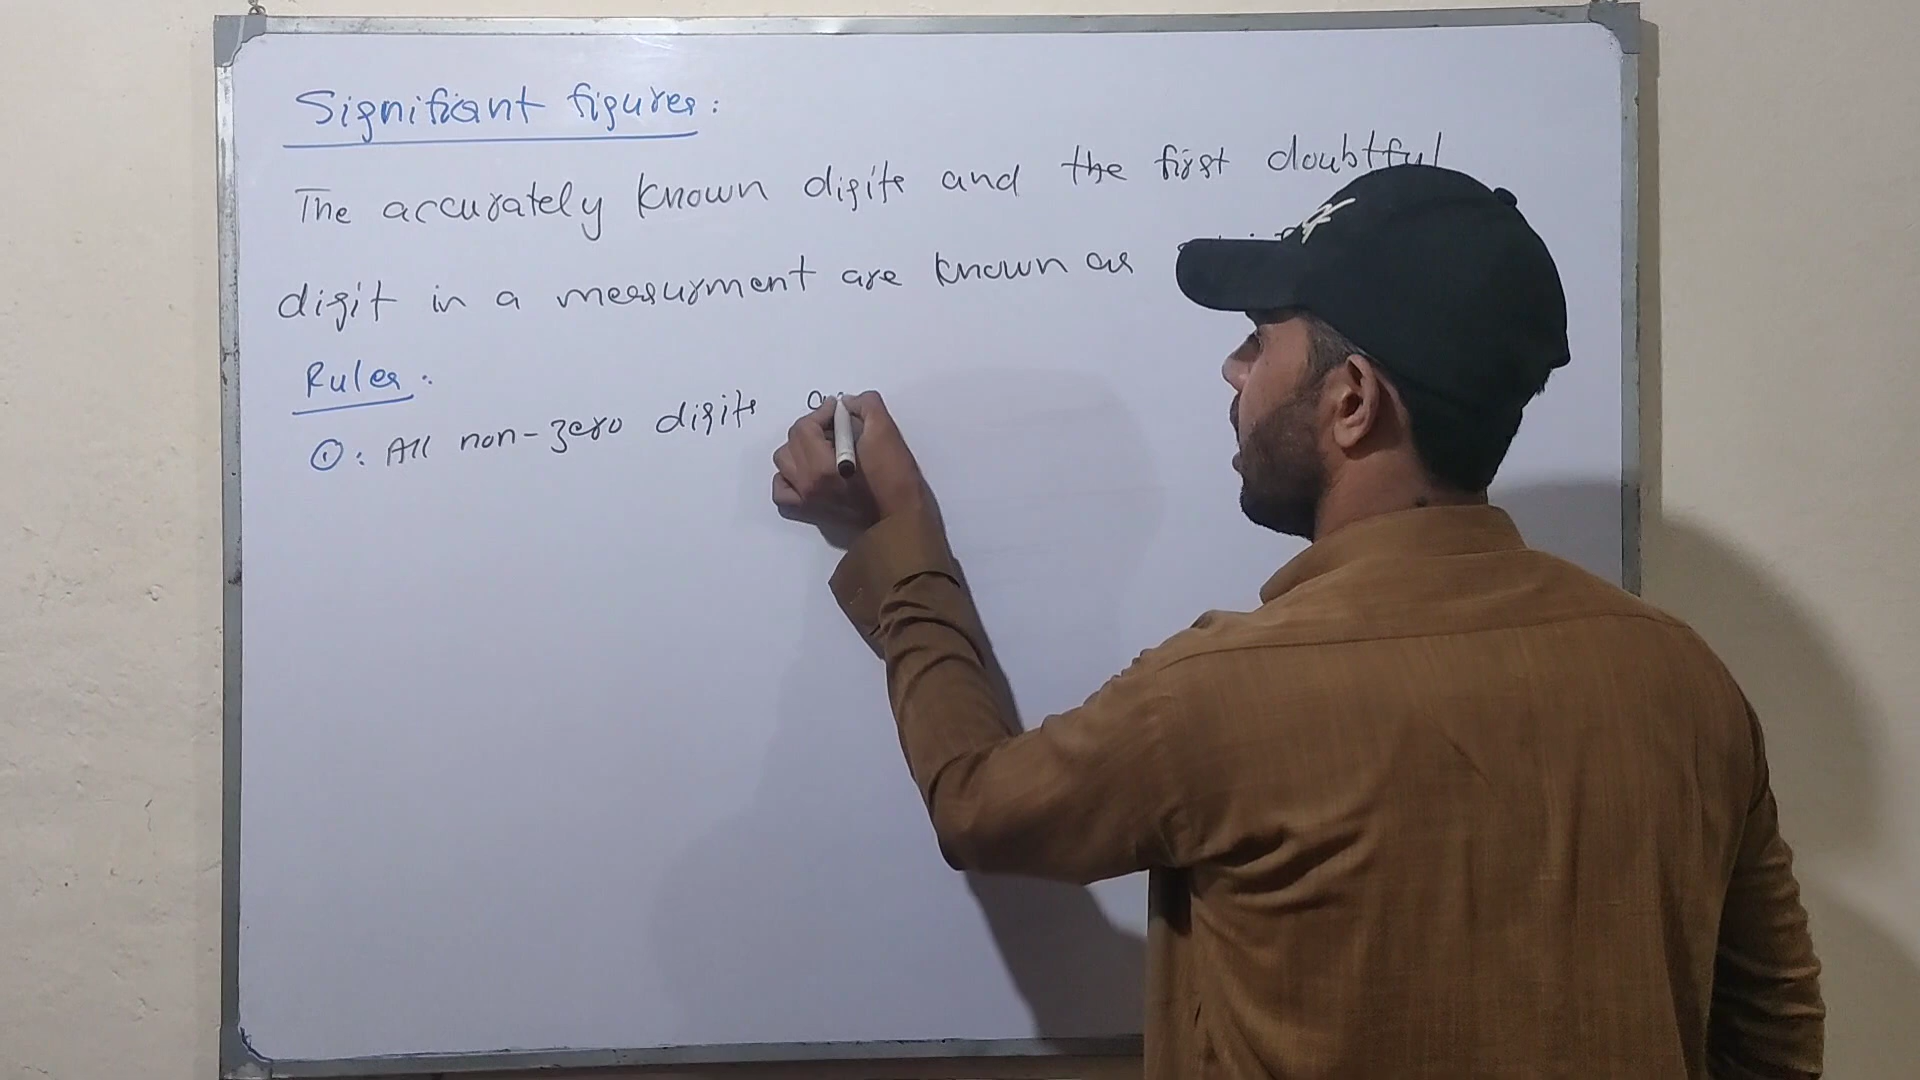 Signifiant figures:
The accurately known digits and the first doubtful
digit in a measurment are known as
Rules:
①: All non-zero digits